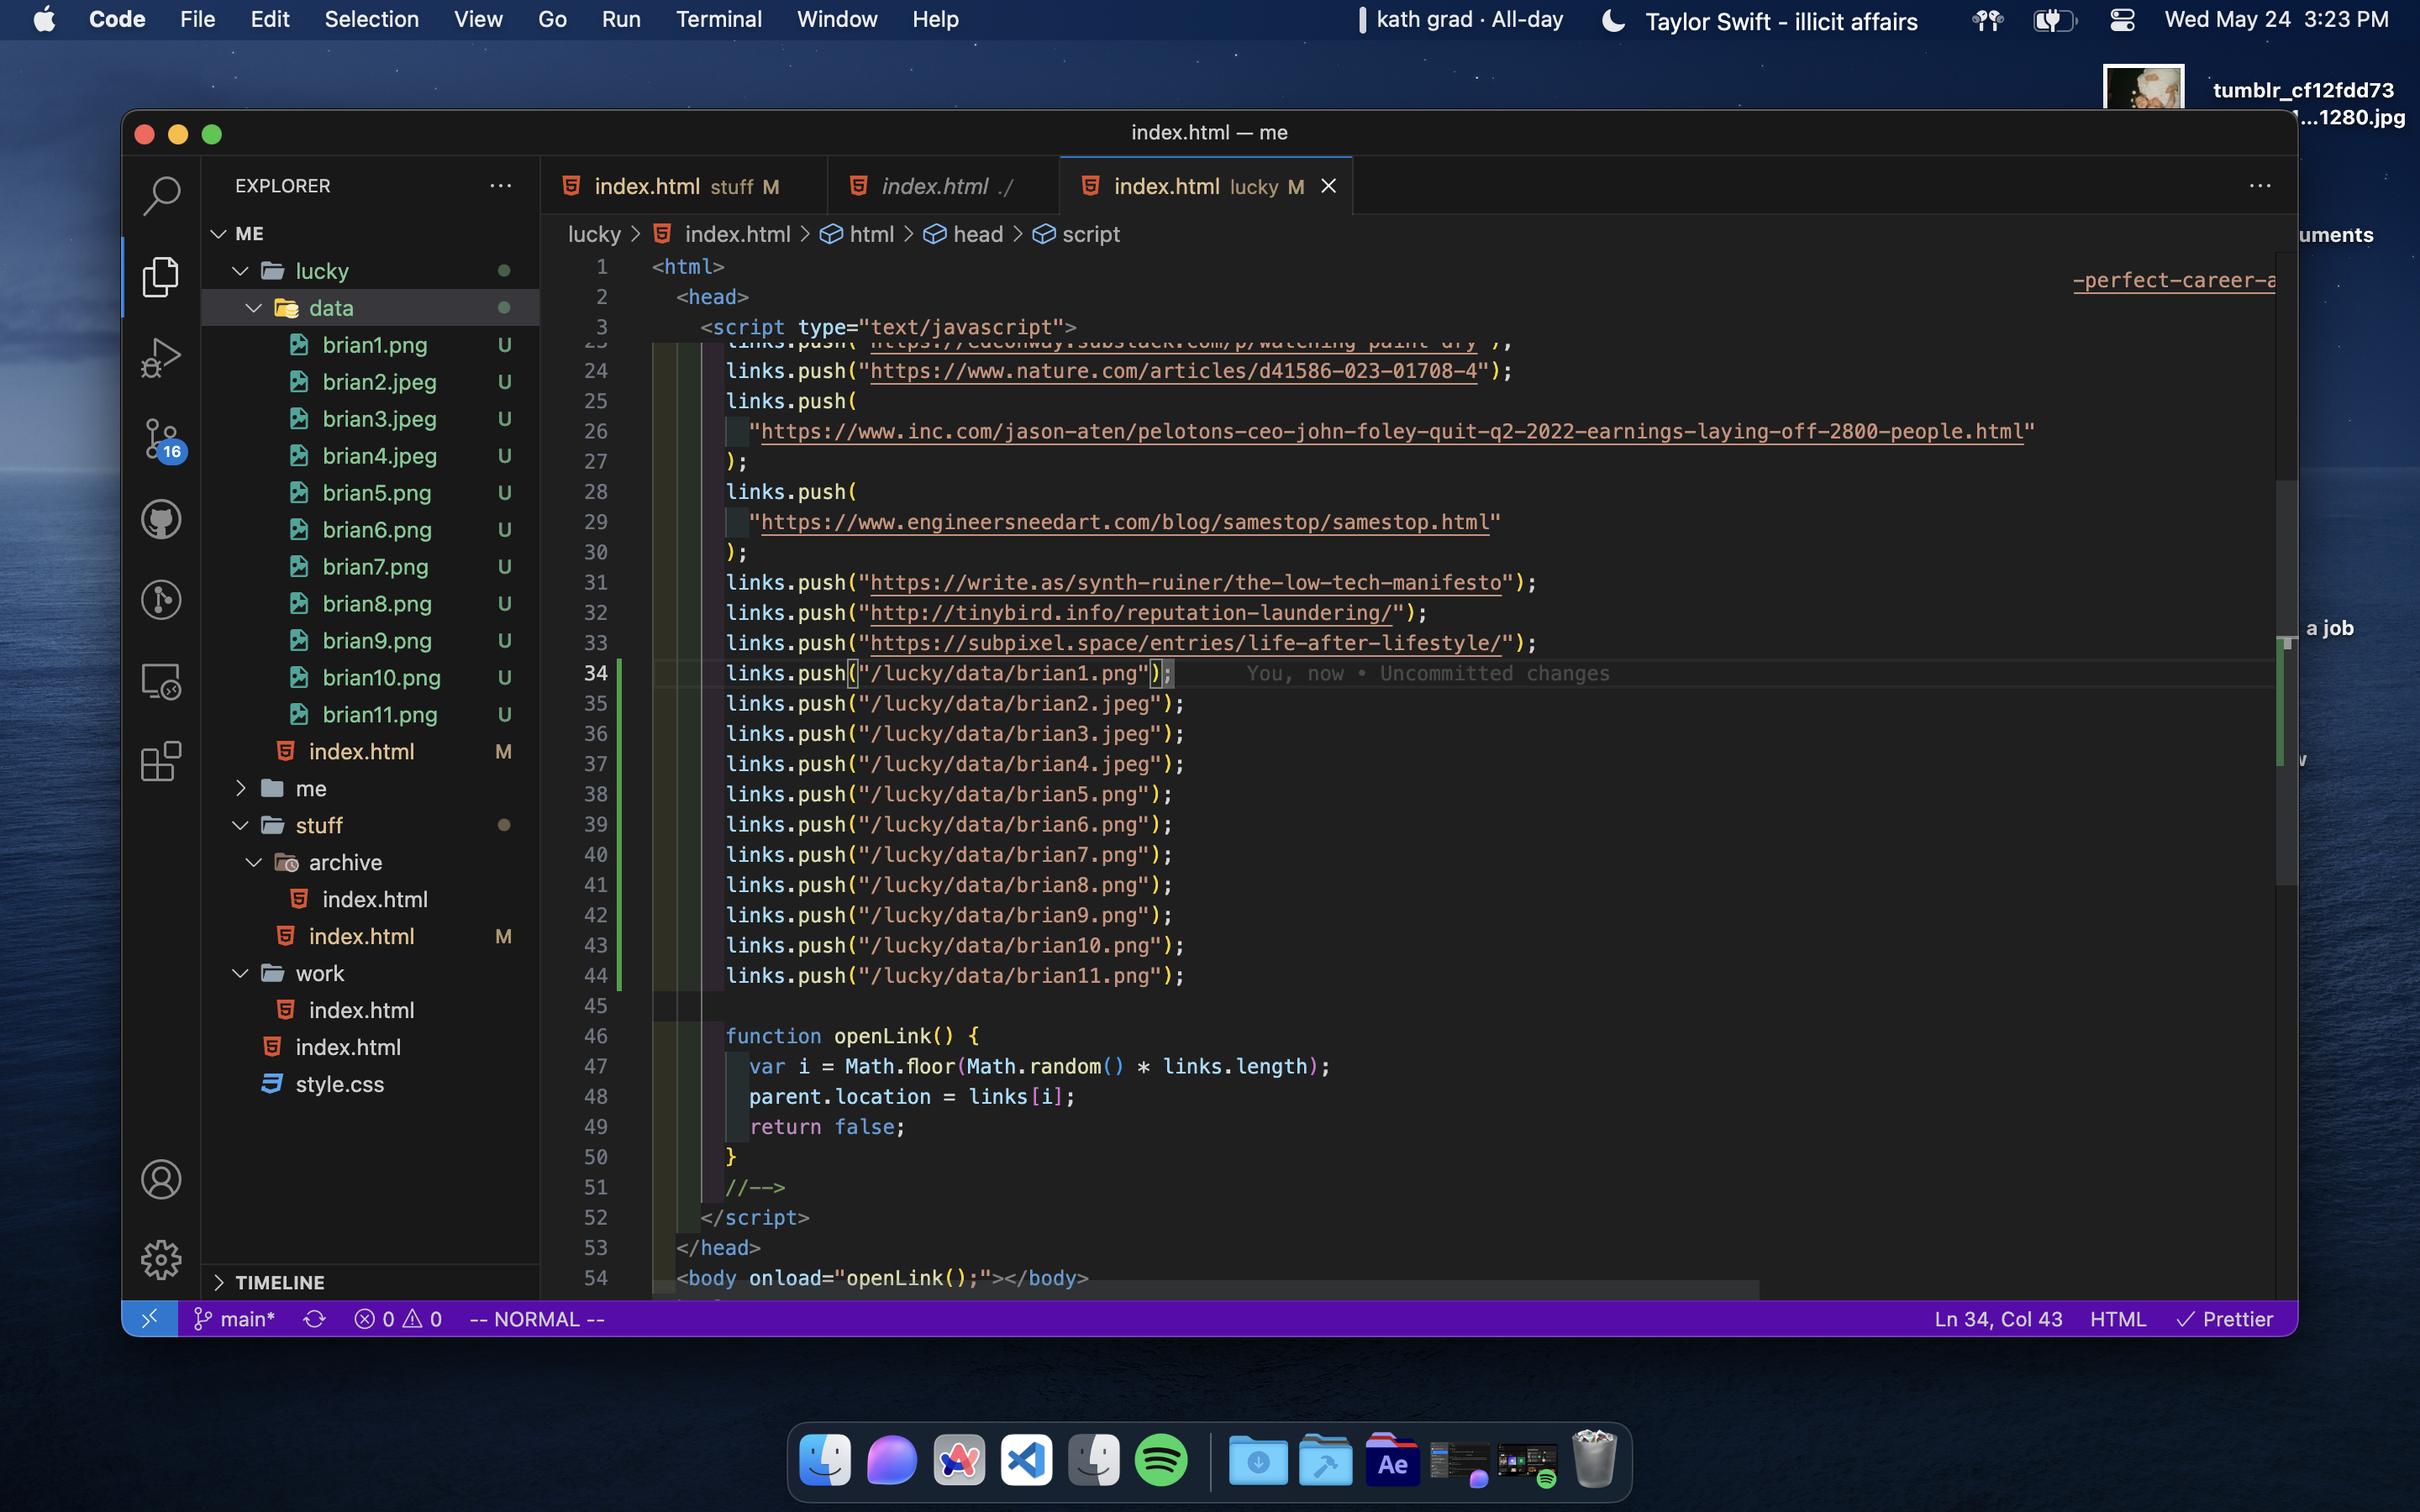 Code File Edit Selection View Go Run Terminal Window Help kath grad · All-day Taylor Swift - illicit affairs Wed May 24 3:23 PM
tumblr_cf12fdd73
...1280.jpg
uments
a job
index.html — me
EXPLORER
ME
lucky
data
brian1.png U
brian2.jpeg U
brian3.jpeg U
brian4.jpeg U
brian5.png U
brian6.png U
brian7.png U
brian8.png U
brian9.png U
brian10.png U
brian11.png U
index.html M
me
stuff
archive
index.html
index.html M
work
index.html
index.html
style.css
TIMELINE
16
index.html stuff M
index.html ./
index.html lucky M
lucky > index.html > html > head > script
-perfect-career-a
1 <html>
2 <head>
3 <script type="text/javascript">
23 links.push("https://edconway.substack.com/p/watching-paint-dry");
24 links.push("https://www.nature.com/articles/d41586-023-01708-4");
25 links.push(
26 "https://www.inc.com/jason-aten/pelotons-ceo-john-foley-quit-q2-2022-earnings-laying-off-2800-people.html"
27 );
28 links.push(
29 "https://www.engineersneedart.com/blog/samestop/samestop.html"
30 );
31 links.push("https://write.as/synth-ruiner/the-low-tech-manifesto");
32 links.push("http://tinybird.info/reputation-laundering/");
33 links.push("https://subpixel.space/entries/life-after-lifestyle/");
34 links.push("/lucky/data/brian1.png"); You, now • Uncommitted changes
35 links.push("/lucky/data/brian2.jpeg");
36 links.push("/lucky/data/brian3.jpeg");
37 links.push("/lucky/data/brian4.jpeg");
38 links.push("/lucky/data/brian5.png");
39 links.push("/lucky/data/brian6.png");
40 links.push("/lucky/data/brian7.png");
41 links.push("/lucky/data/brian8.png");
42 links.push("/lucky/data/brian9.png");
43 links.push("/lucky/data/brian10.png");
44 links.push("/lucky/data/brian11.png");
45
46 function openLink() {
47 var i = Math.floor(Math.random() * links.length);
48 parent.location = links[i];
49 return false;
50 }
51 //-->
52 </script>
53 </head>
54 <body onload="openLink();"></body>
main* 0 0 -- NORMAL -- Ln 34, Col 43 HTML Prettier
Ae